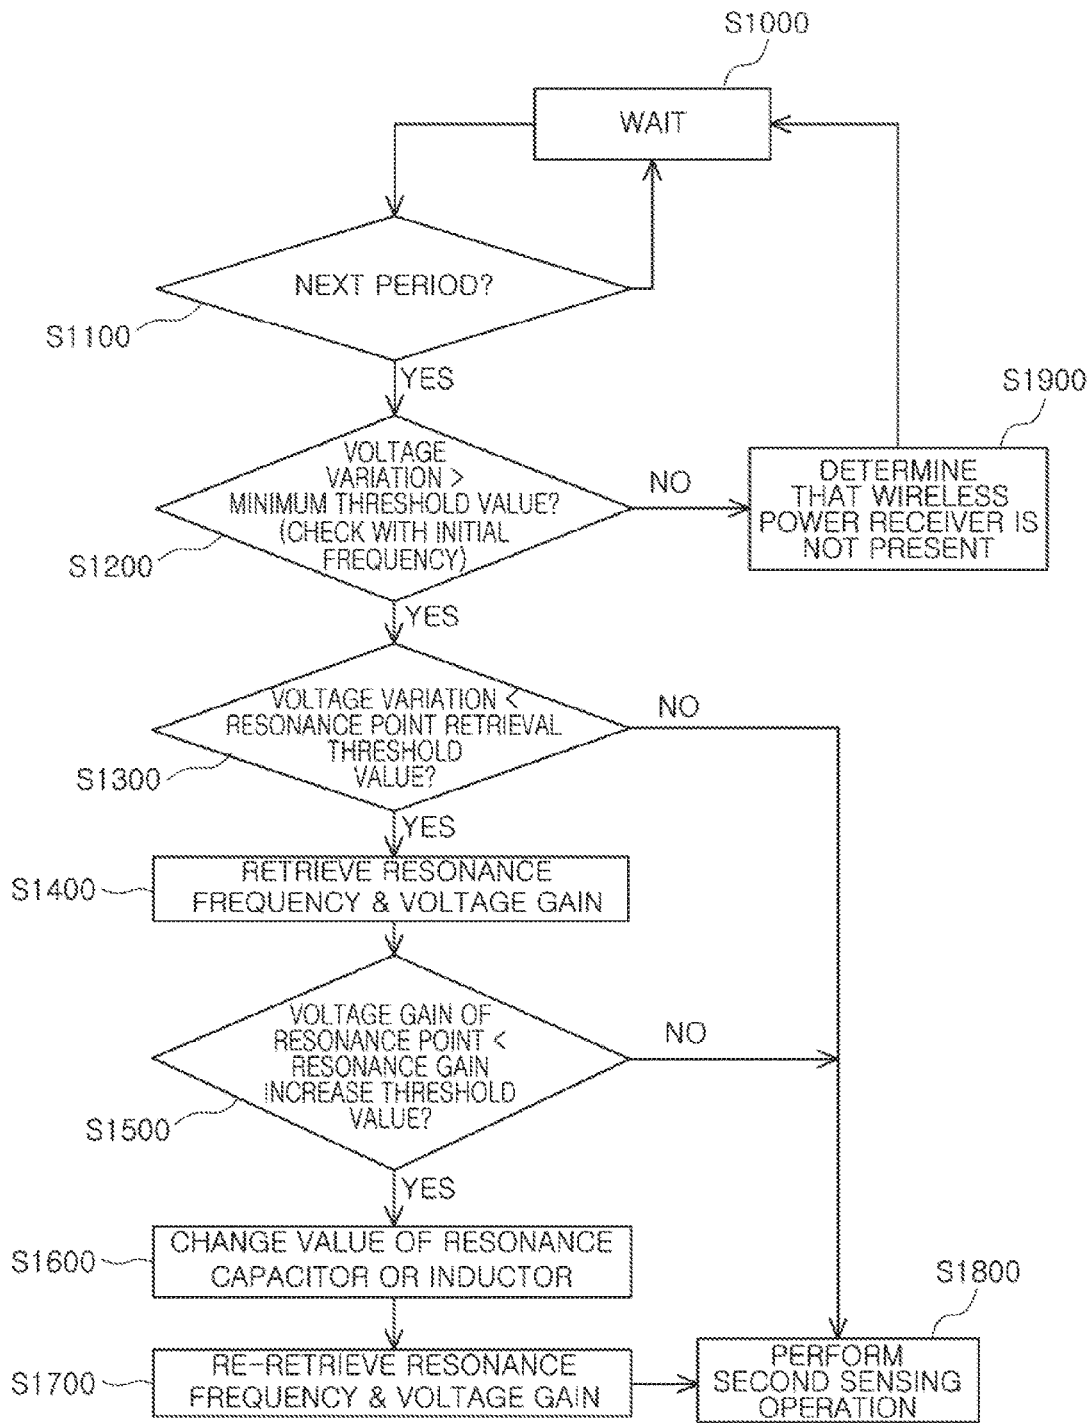 S1000
WAIT
NEXT PERIOD?
S1100
YES
S1900
VOLTAGE
VARIATION >
MINIMUM THRESHOLD VALUE?
(CHECK WITH INITIAL
FREQUENCY)
S1200
NO
DETERMINE
THAT WIRELESS
POWER RECEIVER IS
NOT PRESENT
YES
VOLTAGE VARIATION <
RESONANCE POINT RETRIEVAL
THRESHOLD
VALUE?
S1300
NO
YES
S1400
RETRIEVE RESONANCE
FREQUENCY & VOLTAGE GAIN
VOLTAGE GAIN OF
RESONANCE POINT <
RESONANCE GAIN
INCREASE THRESHOLD
VALUE?
S1500
NO
YES
S1600
CHANGE VALUE OF RESONANCE
CAPACITOR OR INDUCTOR
S1800
S1700
RE-RETRIEVE RESONANCE
FREQUENCY & VOLTAGE GAIN
PERFORM
SECOND SENSING
OPERATION